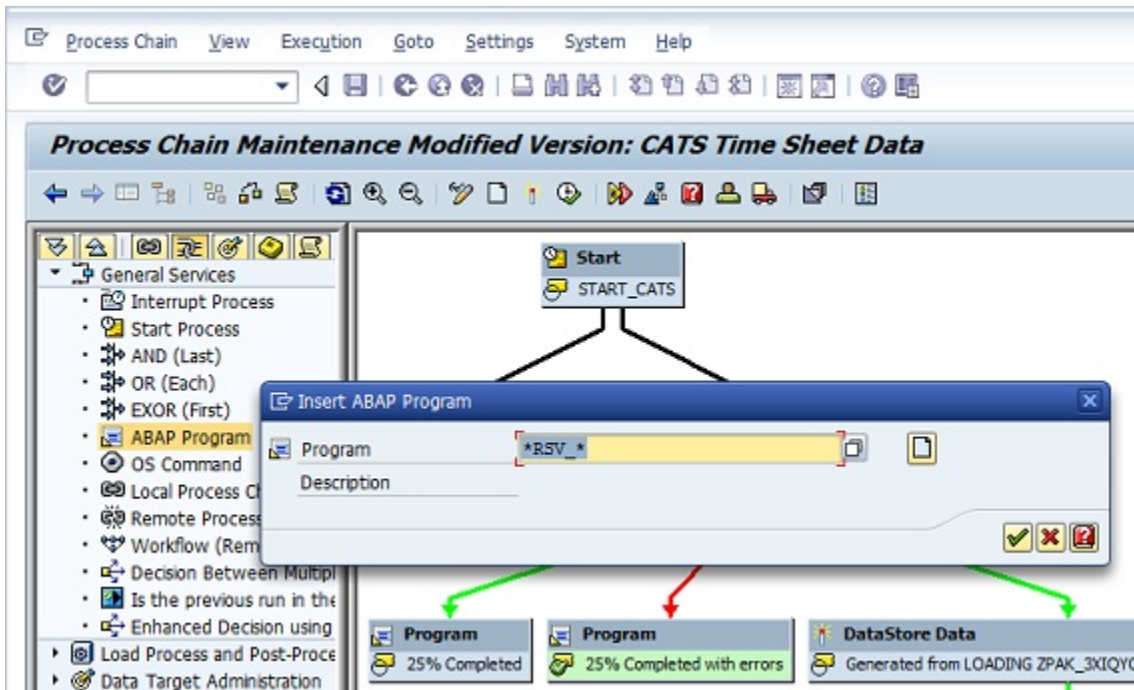 Process Chain View Execution Goto Settings System Help
Process Chain Maintenance Modified Version: CATS Time Sheet Data
General Services
Interrupt Process
Start Process
AND (Last)
OR (Each)
EXOR (First)
ABAP Program
OS Command
Local Process Ch
Remote Process
Workflow (Rem
Decision Between Multipl
Is the previous run in the
Enhanced Decision using
Load Process and Post-Proce
Data Target Administration
Start
START_CATS
Insert ABAP Program
Program *RSV_*
Description
Program
25% Completed
Program
25% Completed with errors
DataStore Data
Generated from LOADING ZPAK_3XIQYC